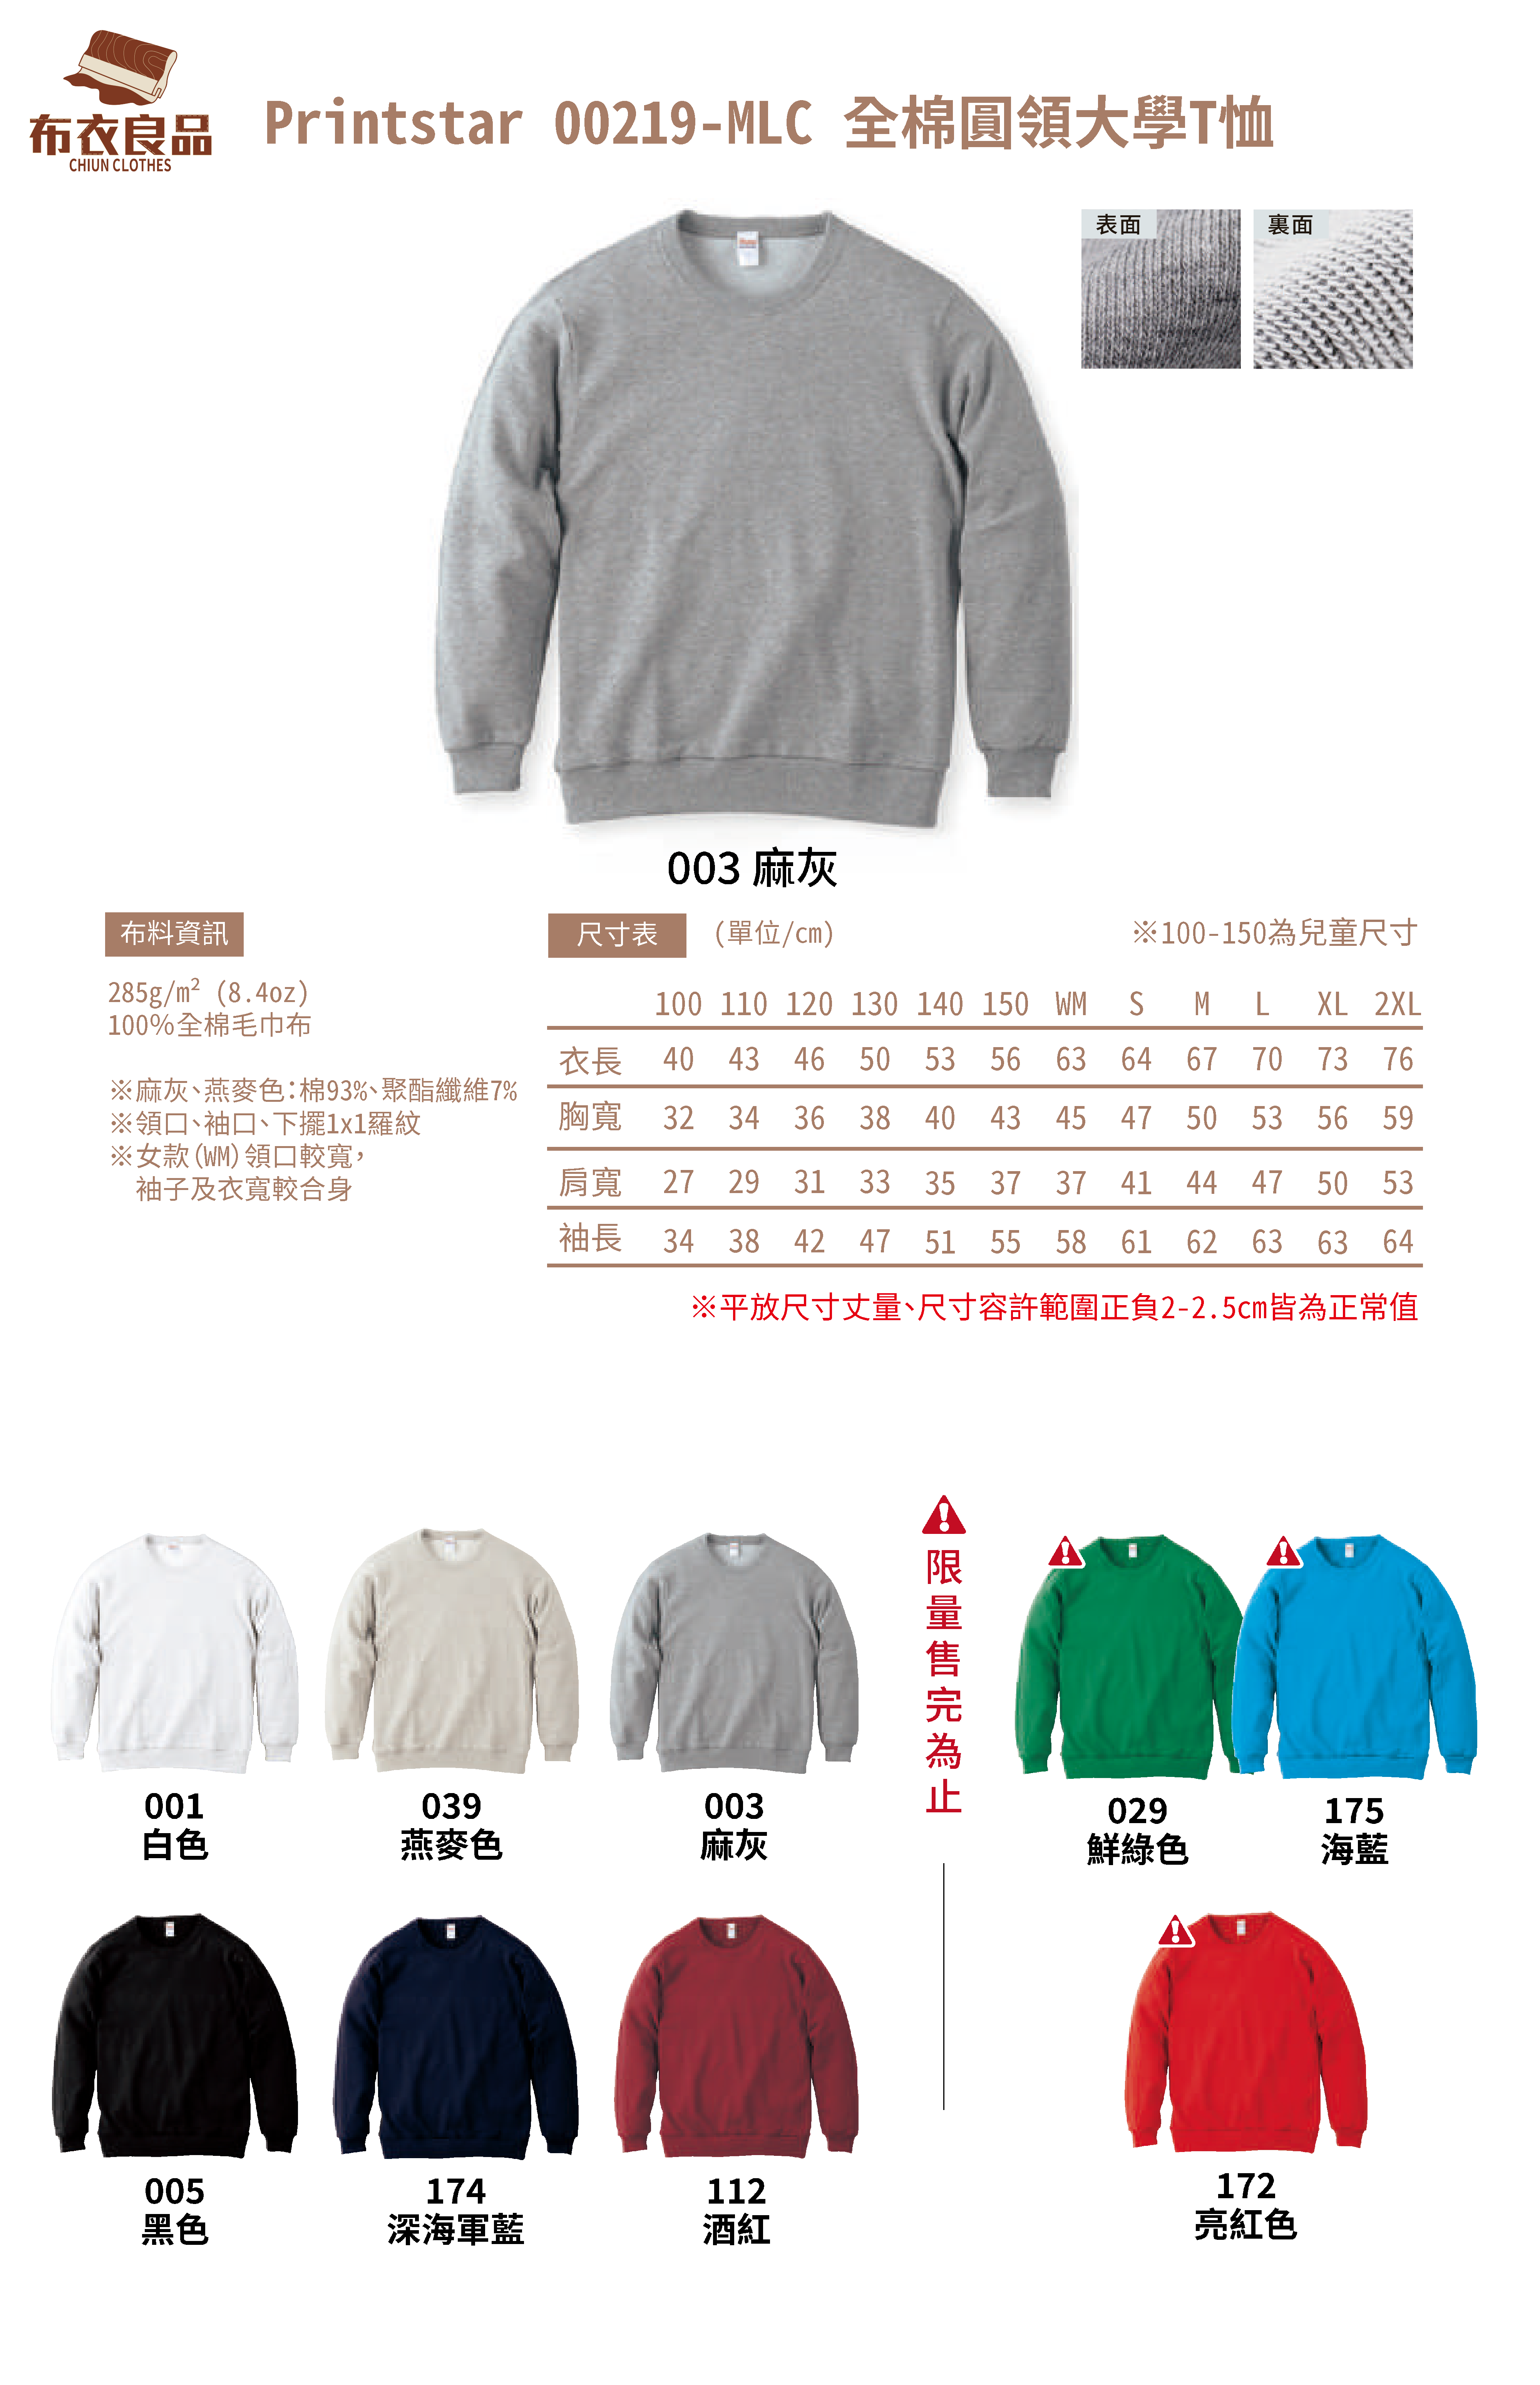 布衣良品
CHIUN CLOTHES
Printstar 00219-MLC 全棉圓領大學T恤
表面
裏面
003 麻灰
布料資訊
285g/m² (8.4oz)
100%全棉毛巾布
※麻灰、燕麥色:棉93%、聚酯纖維7%
※領口、袖口、下擺1x1羅紋
※女款(WM)領口較寬,
袖子及衣寬較合身
尺寸表 (單位/cm) ※100-150為兒童尺寸
100 110 120 130 140 150 WM S M L XL 2XL
衣長 40 43 46 50 53 56 63 64 67 70 73 76
胸寬 32 34 36 38 40 43 45 47 50 53 56 59
肩寬 27 29 31 33 35 37 37 41 44 47 50 53
袖長 34 38 42 47 51 55 58 61 62 63 63 64
※平放尺寸丈量、尺寸容許範圍正負2-2.5cm皆為正常值
001
白色
039
燕麥色
003
麻灰
005
黑色
174
深海軍藍
112
酒紅
限量售完為止
029
鮮綠色
175
海藍
172
亮紅色